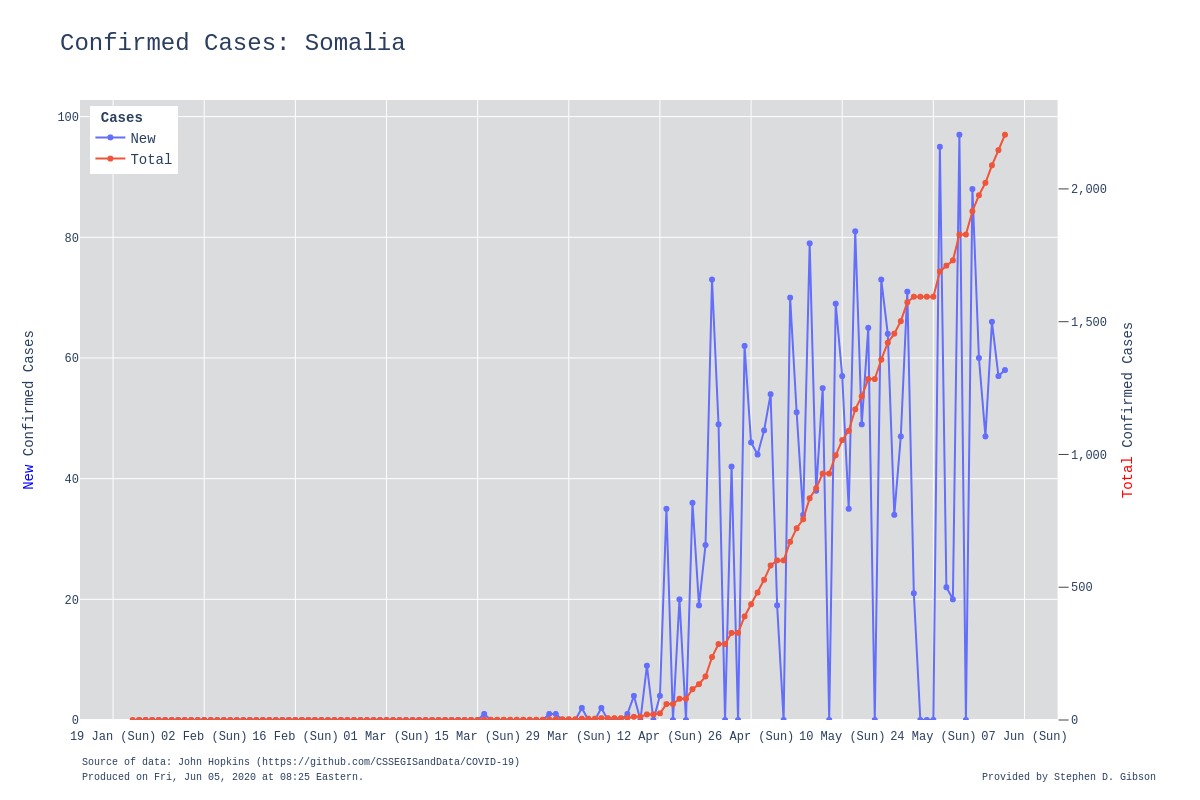 Confirmed Cases: Somalia
Cases
New
Total
100
80
60
40
20
0
New Confirmed Cases
2,000
1,500
1,000
500
0
Total Confirmed Cases
19 Jan (Sun) 02 Feb (Sun) 16 Feb (Sun) 01 Mar (Sun) 15 Mar (Sun) 29 Mar (Sun) 12 Apr (Sun) 26 Apr (Sun) 10 May (Sun) 24 May (Sun) 07 Jun (Sun)
Source of data: John Hopkins (https://github.com/CSSEGISandData/COVID-19)
Produced on Fri, Jun 05, 2020 at 08:25 Eastern.
Provided by Stephen D. Gibson